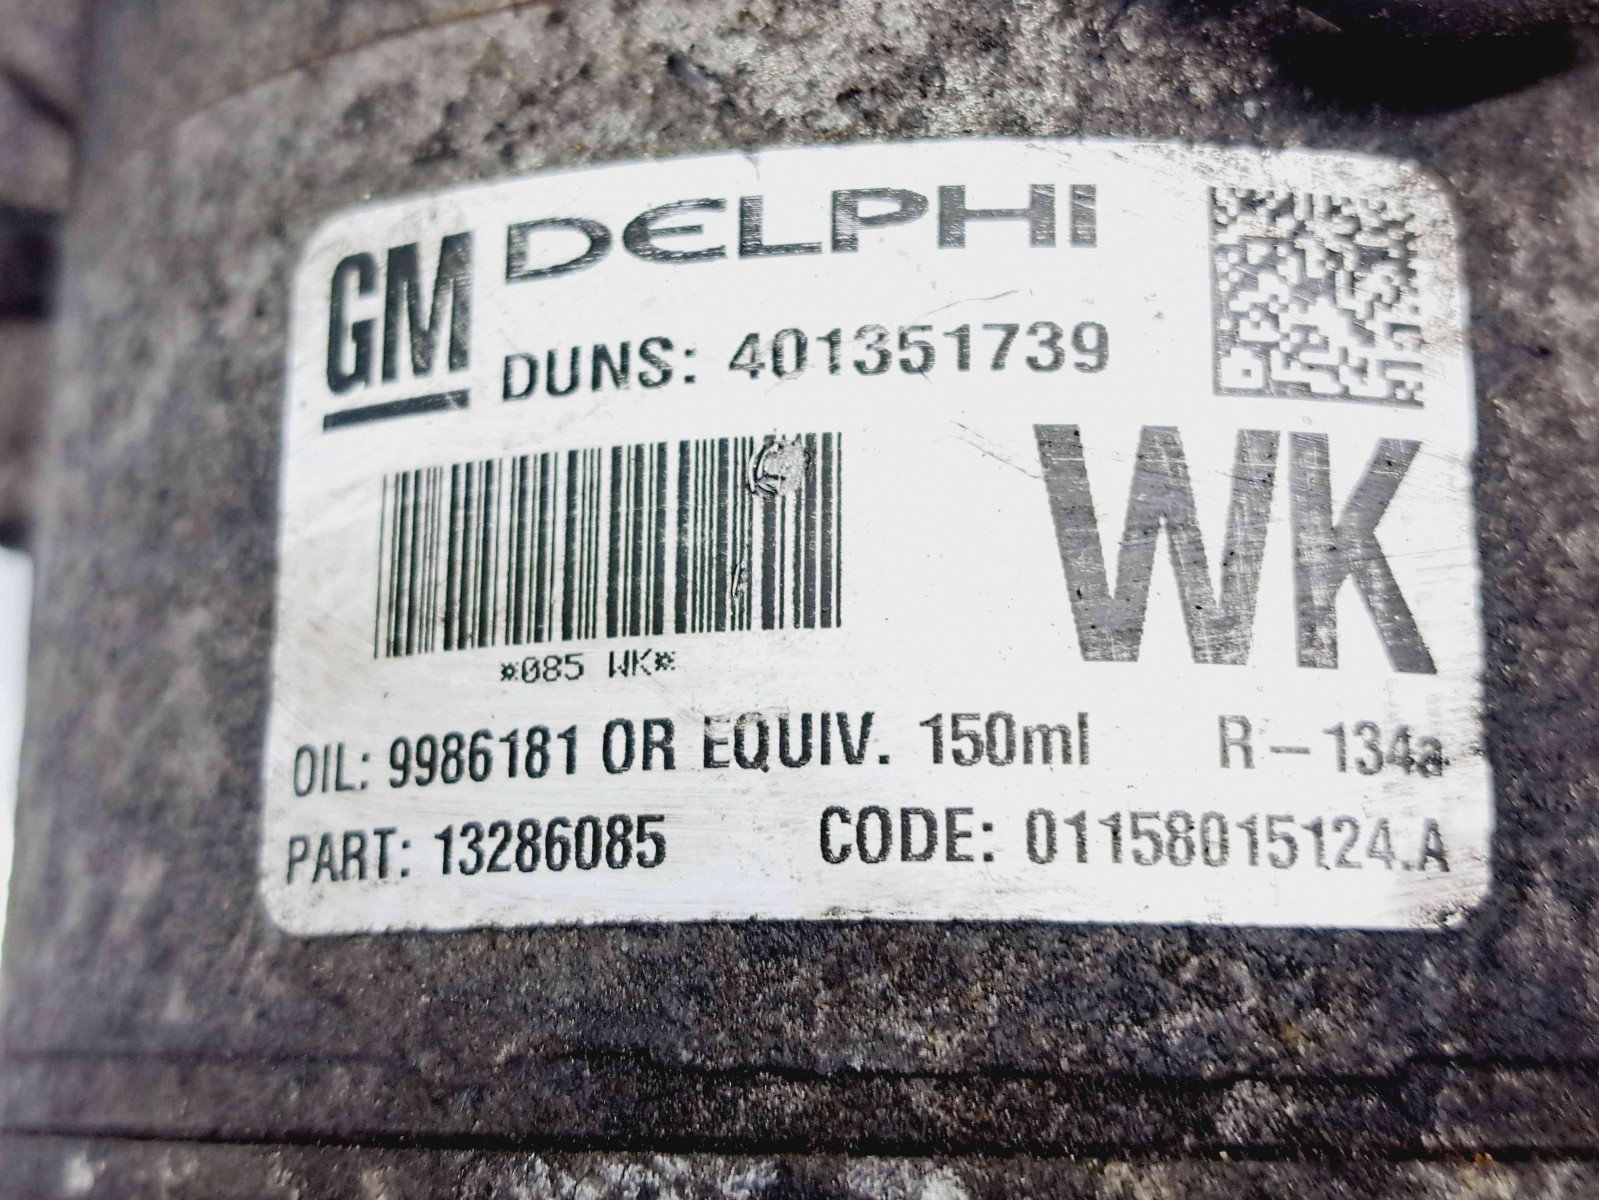 GM DELPHI
DUNS: 401351739
WK
*085 WK*
OIL: 9986181 OR EQUIV. 150ml R-134a
PART: 13286085 CODE: 01158015124.A